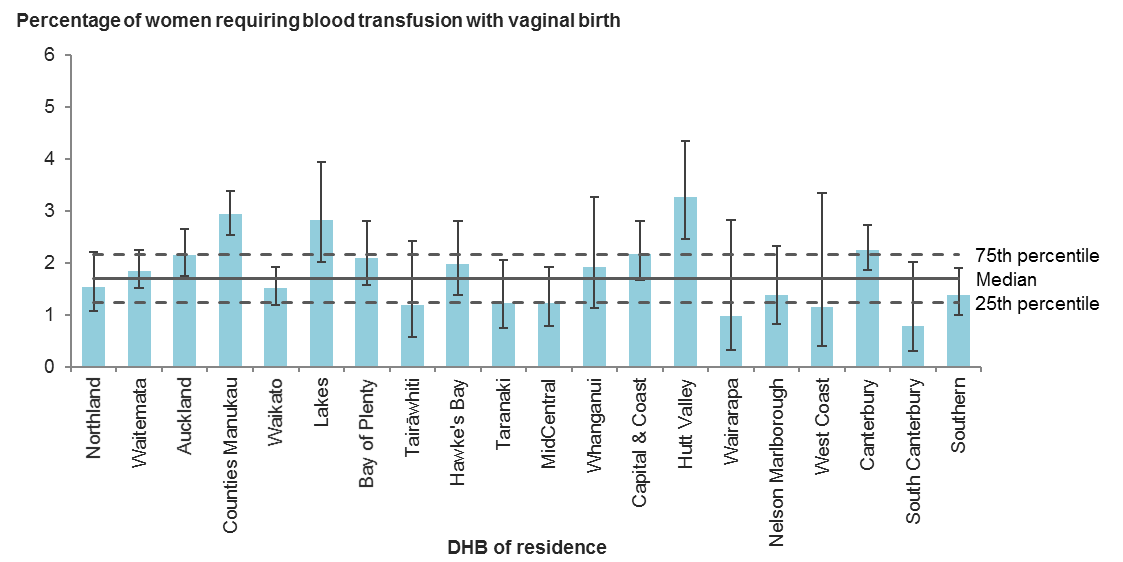 Percentage of women requiring blood transfusion with vaginal birth
6
5
4
3
2
1
0
75th percentile
Median
25th percentile
Northland
Waitemata
Auckland
Counties Manukau
Waikato
Lakes
Bay of Plenty
Tairāwhiti
Hawke's Bay
Taranaki
MidCentral
Whanganui
Capital & Coast
Hutt Valley
Wairarapa
Nelson Marlborough
West Coast
Canterbury
South Canterbury
Southern
DHB of residence